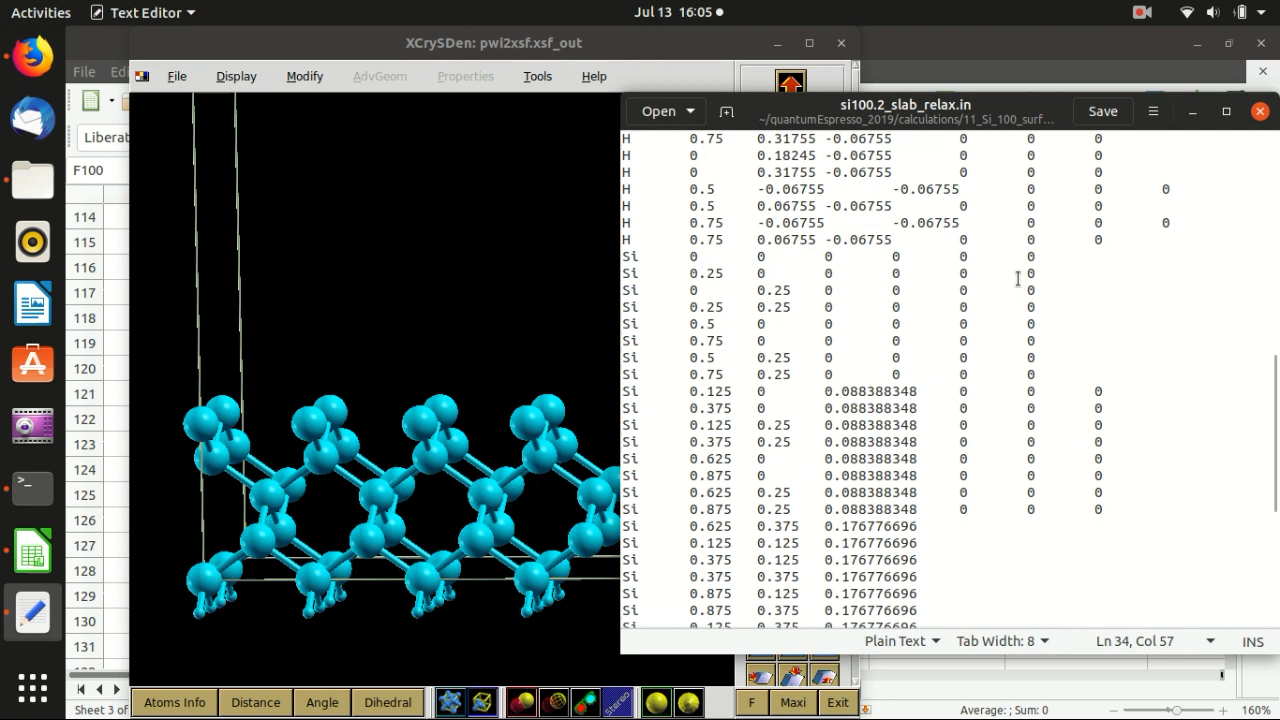 Activities Text Editor Jul 13 16:05
XCrySDen: pwi2xsf.xsf_out
File Ed
File Display Modify AdvGeom Properties Tools Help
Liberat
F100
114
115
116
117
118
119
120
121
122
123
124
125
126
127
128
129
130
131
Sheet 3 of
Atoms Info Distance Angle Dihedral Stereo F Maxi Exit
Average: ; Sum: 0 160%
Open si100.2_slab_relax.in Save
~/quantumEspresso_2019/calculations/11_Si_100_surf…
H 0.75 0.31755 -0.06755 0 0 0
H 0 0.18245 -0.06755 0 0 0
H 0 0.31755 -0.06755 0 0 0
H 0.5 -0.06755 -0.06755 0 0 0
H 0.5 0.06755 -0.06755 0 0 0
H 0.75 -0.06755 -0.06755 0 0 0
H 0.75 0.06755 -0.06755 0 0 0
Si 0 0 0 0 0 0
Si 0.25 0 0 0 0 0
Si 0 0.25 0 0 0 0
Si 0.25 0.25 0 0 0 0
Si 0.5 0 0 0 0 0
Si 0.75 0 0 0 0 0
Si 0.5 0.25 0 0 0 0
Si 0.75 0.25 0 0 0 0
Si 0.125 0 0.088388348 0 0 0
Si 0.375 0 0.088388348 0 0 0
Si 0.125 0.25 0.088388348 0 0 0
Si 0.375 0.25 0.088388348 0 0 0
Si 0.625 0 0.088388348 0 0 0
Si 0.875 0 0.088388348 0 0 0
Si 0.625 0.25 0.088388348 0 0 0
Si 0.875 0.25 0.088388348 0 0 0
Si 0.625 0.375 0.176776696
Si 0.125 0.125 0.176776696
Si 0.375 0.125 0.176776696
Si 0.375 0.375 0.176776696
Si 0.875 0.125 0.176776696
Si 0.875 0.375 0.176776696
Si 0.125 0.375 0.176776696
Plain Text Tab Width: 8 Ln 34, Col 57 INS